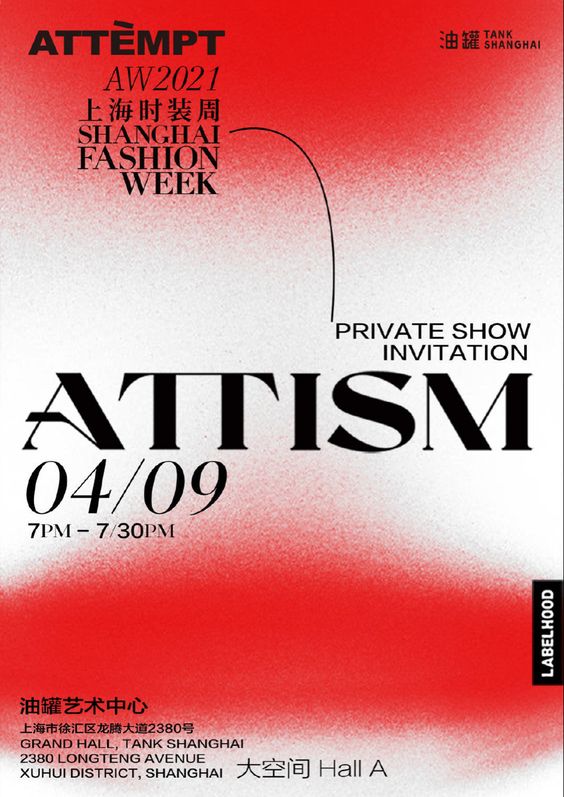 ATTÈMPT
油罐 TANK
SHANGHAI
AW2021
上海时装周
SHANGHAI
FASHION
WEEK
PRIVATE SHOW
INVITATION
ATTISM
04/09
7PM – 7/30PM
LABELHOOD
油罐艺术中心
上海市徐汇区龙腾大道2380号
GRAND HALL, TANK SHANGHAI
2380 LONGTENG AVENUE
XUHUI DISTRICT, SHANGHAI 大空间 Hall A